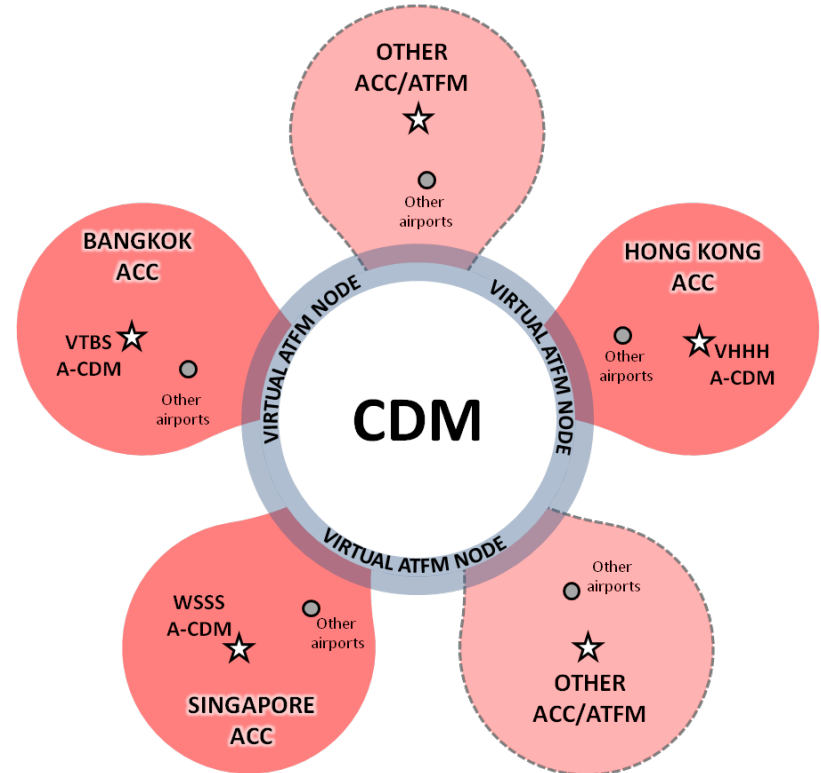 OTHER
ACC/ATFM
Other
airports
BANGKOK
ACC
VTBS
A-CDM
Other
airports
HONG KONG
ACC
Other
airports
VHHH
A-CDM
VIRTUAL ATFM NODE
VIRTUAL ATFM NODE
CDM
VIRTUAL ATFM NODE
WSSS
A-CDM
Other
airports
SINGAPORE
ACC
Other
airports
OTHER
ACC/ATFM